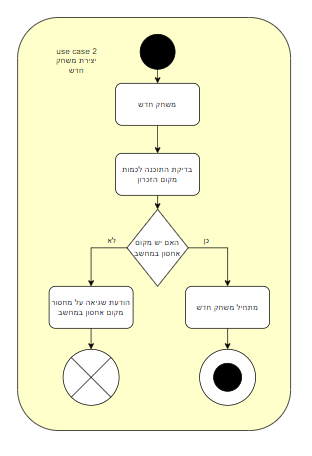 use case 2
יצירת משחק
חדש
משחק חדש
בדיקת התוכנה לכמות
מקום הזכרון
האם יש מקום
אחסון במחשב
לא
כן
הודעת שגיאה על מחסור
מקום אחסון במחשב
מתחיל משחק חדש